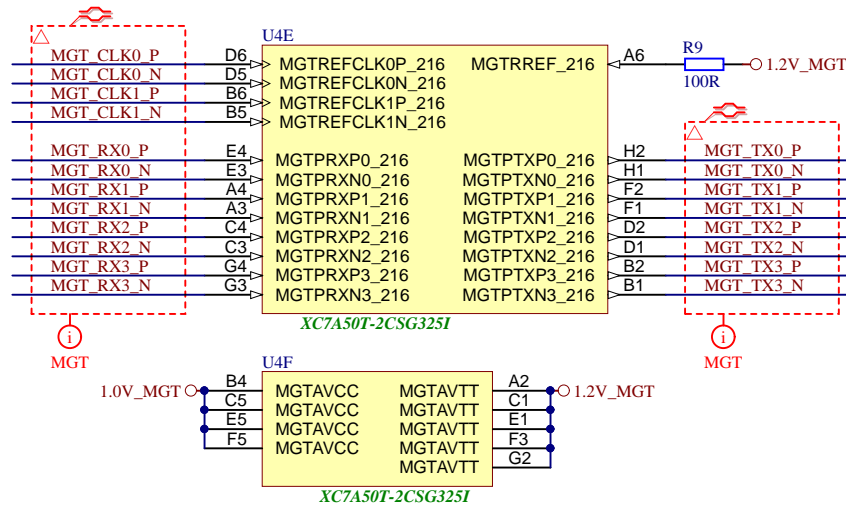 U4E
MGT_CLK0_P D6 MGTREFCLK0P_216 MGTRREF_216 A6 R9 1.2V_MGT
100R
MGT_CLK0_N D5 MGTREFCLK0N_216
MGT_CLK1_P B6 MGTREFCLK1P_216
MGT_CLK1_N B5 MGTREFCLK1N_216
MGT_RX0_P E4 MGTPRXP0_216 MGTPTXP0_216 H2 MGT_TX0_P
MGT_RX0_N E3 MGTPRXN0_216 MGTPTXN0_216 H1 MGT_TX0_N
MGT_RX1_P A4 MGTPRXP1_216 MGTPTXP1_216 F2 MGT_TX1_P
MGT_RX1_N A3 MGTPRXN1_216 MGTPTXN1_216 F1 MGT_TX1_N
MGT_RX2_P C4 MGTPRXP2_216 MGTPTXP2_216 D2 MGT_TX2_P
MGT_RX2_N C3 MGTPRXN2_216 MGTPTXN2_216 D1 MGT_TX2_N
MGT_RX3_P G4 MGTPRXP3_216 MGTPTXP3_216 B2 MGT_TX3_P
MGT_RX3_N G3 MGTPRXN3_216 MGTPTXN3_216 B1 MGT_TX3_N
XC7A50T-2CSG325I
i i
MGT MGT
U4F
1.0V_MGT B4 MGTAVCC MGTAVTT A2 1.2V_MGT
C5 MGTAVCC MGTAVTT C1
E5 MGTAVCC MGTAVTT E1
F5 MGTAVCC MGTAVTT F3
MGTAVTT G2
XC7A50T-2CSG325I